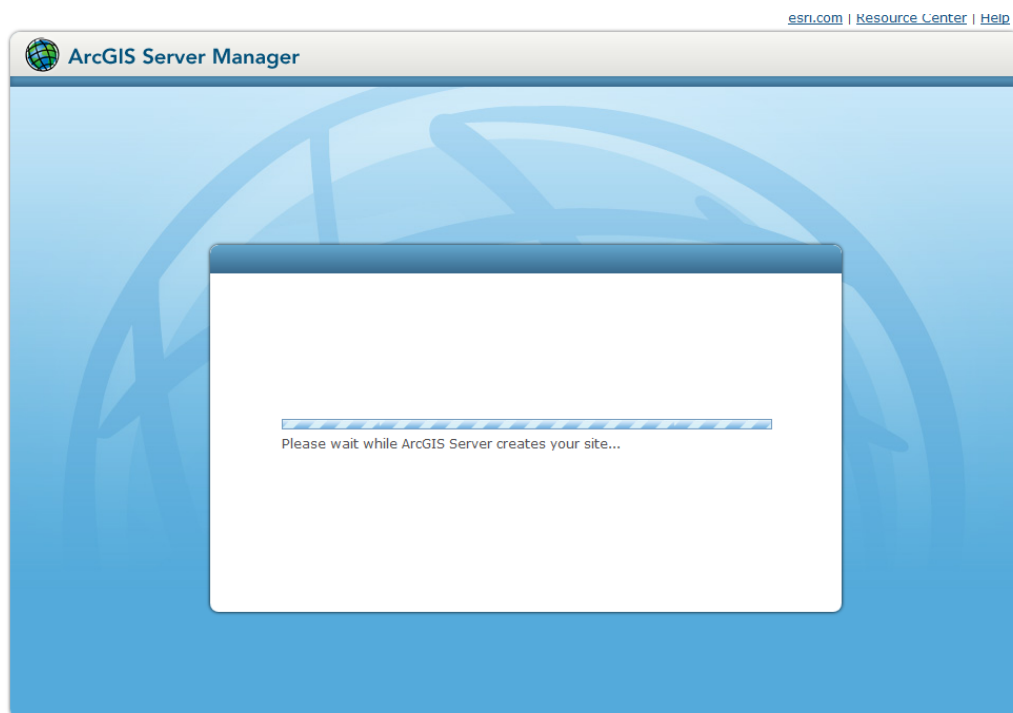 esri.com | Resource Center | Help
ArcGIS Server Manager
Please wait while ArcGIS Server creates your site...